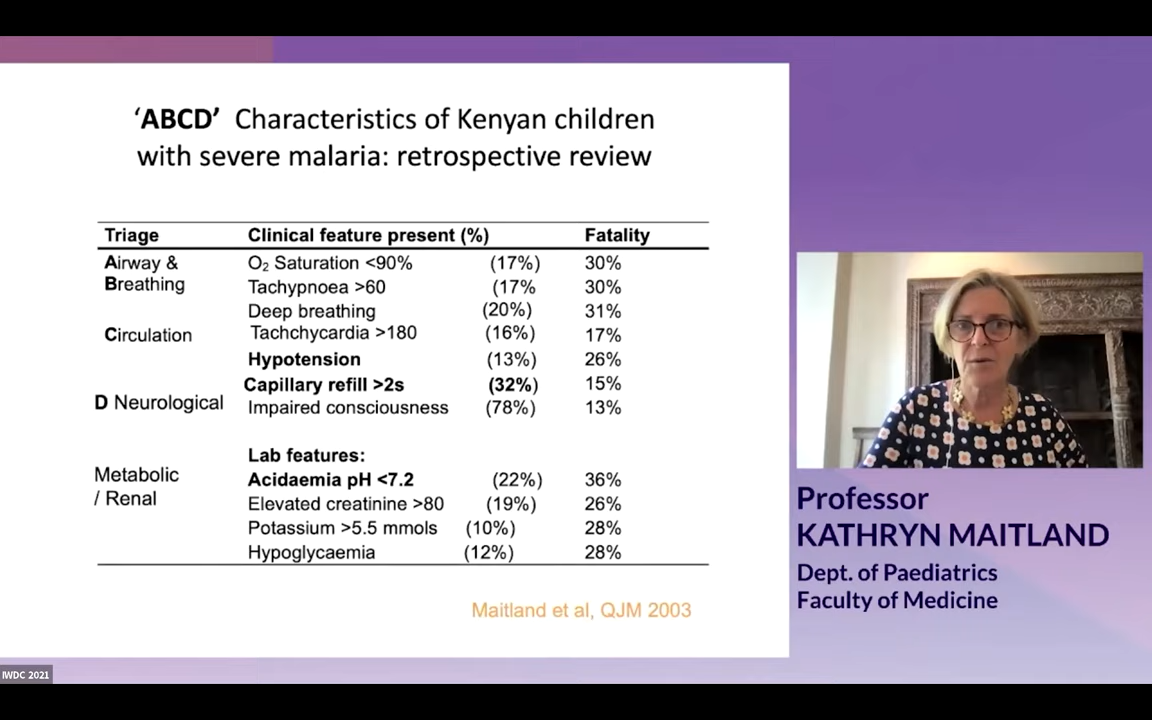 ‘ABCD’ Characteristics of Kenyan children
with severe malaria: retrospective review
Triage Clinical feature present (%) Fatality
Airway & O₂ Saturation <90% (17%) 30%
Breathing Tachypnoea >60 (17% 30%
Deep breathing (20%) 31%
Circulation Tachchycardia >180 (16%) 17%
Hypotension (13%) 26%
Capillary refill >2s (32%) 15%
D Neurological Impaired consciousness (78%) 13%
Lab features:
Metabolic Acidaemia pH <7.2 (22%) 36%
/ Renal Elevated creatinine >80 (19%) 26%
Potassium >5.5 mmols (10%) 28%
Hypoglycaemia (12%) 28%
Maitland et al, QJM 2003
Professor
KATHRYN MAITLAND
Dept. of Paediatrics
Faculty of Medicine
IWDC 2021